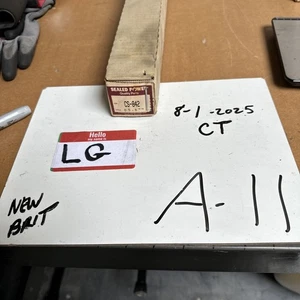 SEALED POWER
CS-642
8-1-2025
CT
Hello
LG
NEW
BRIT
A-11